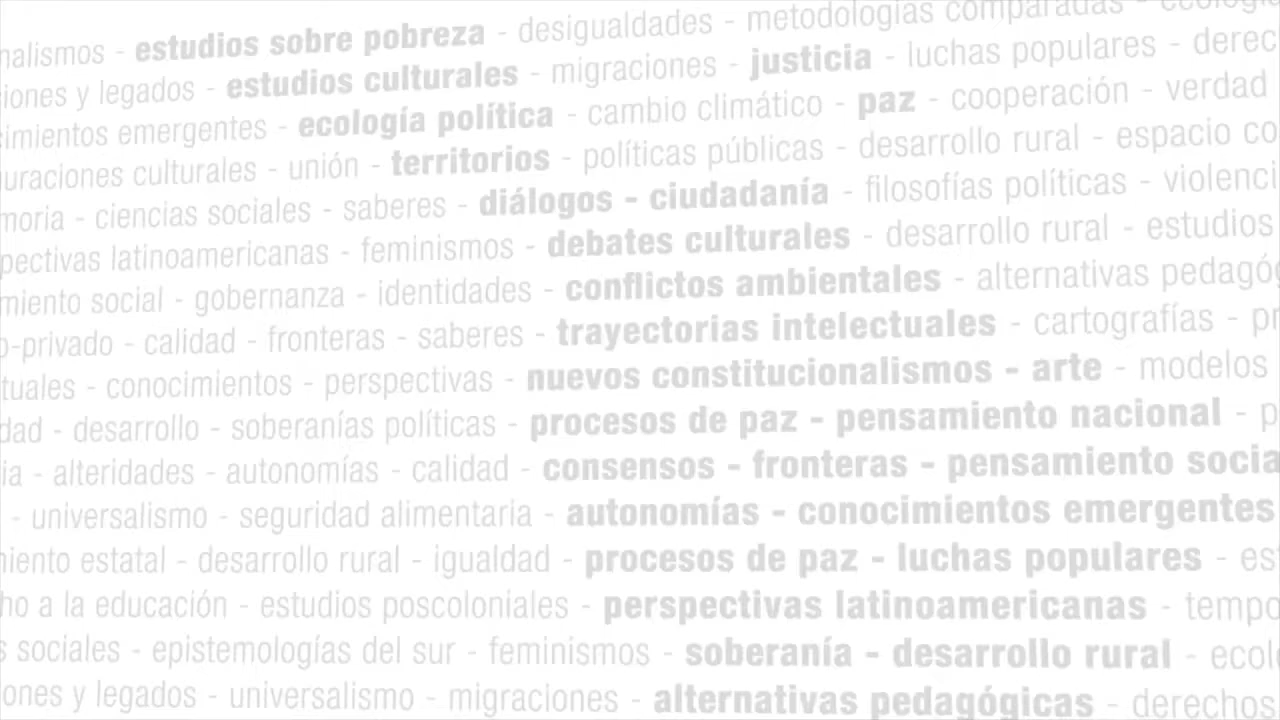 nalismos - estudios sobre pobreza - desigualdades - metodologías comparadas - ecología
iones y legados - estudios culturales - migraciones - justicia - luchas populares - derec
cimientos emergentes - ecología política - cambio climático - paz - cooperación - verdad
uraciones culturales - unión - territorios - políticas públicas - desarrollo rural - espacio co
moria - ciencias sociales - saberes - diálogos - ciudadanía - filosofías políticas - violenci
pectivas latinoamericanas - feminismos - debates culturales - desarrollo rural - estudios
miento social - gobernanza - identidades - conflictos ambientales - alternativas pedagó
o-privado - calidad - fronteras - saberes - trayectorias intelectuales - cartografías - pr
tuales - conocimientos - perspectivas - nuevos constitucionalismos - arte - modelos
dad - desarrollo - soberanías políticas - procesos de paz - pensamiento nacional - p
ia - alteridades - autonomías - calidad - consensos - fronteras - pensamiento socia
- universalismo - seguridad alimentaria - autonomías - conocimientos emergentes
niento estatal - desarrollo rural - igualdad - procesos de paz - luchas populares - es
ho a la educación - estudios poscoloniales - perspectivas latinoamericanas - tempo
s sociales - epistemologías del sur - feminismos - soberanía - desarrollo rural - ecol
ones y legados - universalismo - migraciones - alternativas pedagógicas - derechos